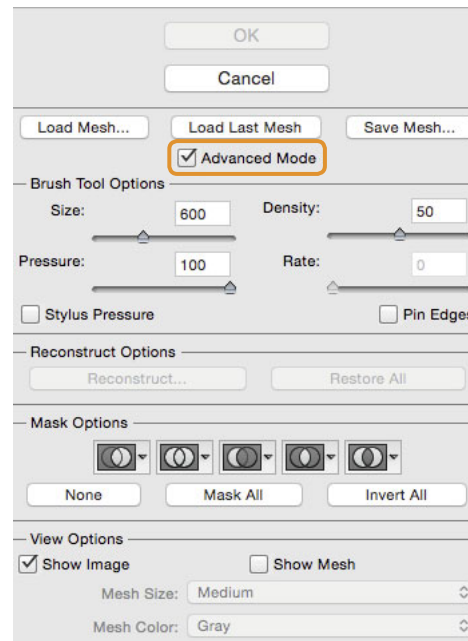 OK
Cancel
Load Mesh... Load Last Mesh Save Mesh...
Advanced Mode
Brush Tool Options
Size: 600 Density: 50
Pressure: 100 Rate: 0
Stylus Pressure Pin Edges
Reconstruct Options
Reconstruct... Restore All
Mask Options
None Mask All Invert All
View Options
Show Image Show Mesh
Mesh Size: Medium
Mesh Color: Gray